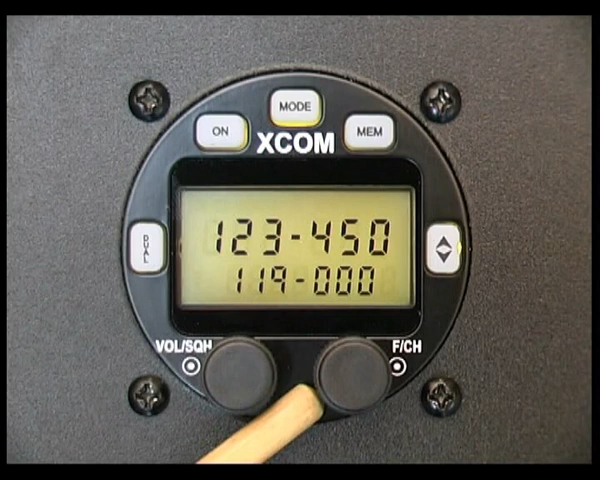 MODE
ON
MEM
XCOM
DUAL
123-450
119-000
VOL/SQH
F/CH